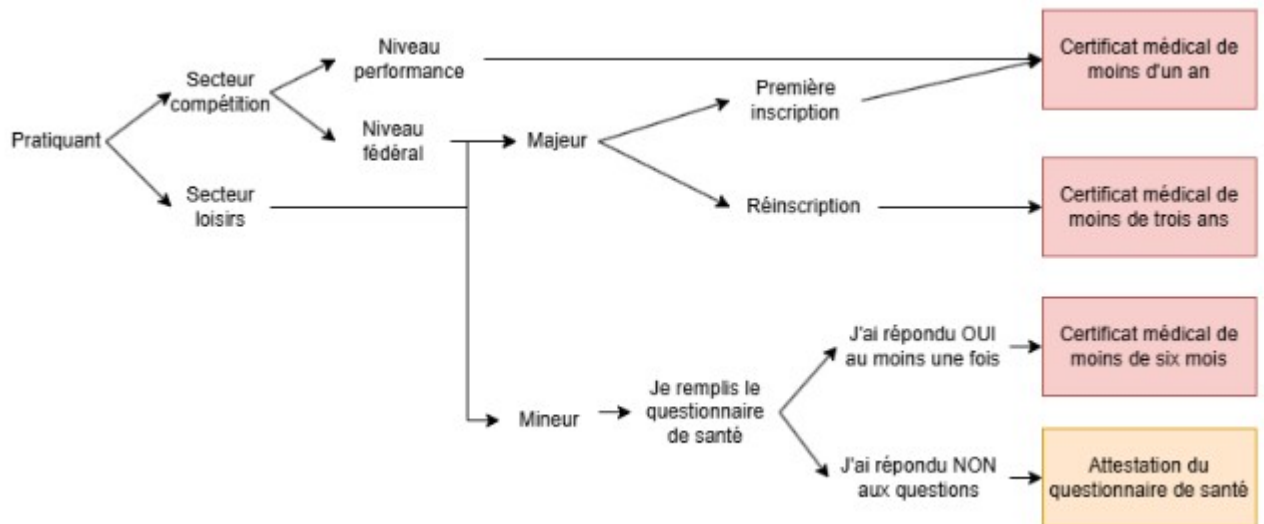 Pratiquant
Secteur
compétition
Secteur
loisirs
Niveau
performance
Niveau
fédéral
Majeur
Première
inscription
Réinscription
Mineur
Je remplis le
questionnaire
de santé
J'ai répondu OUI
au moins une fois
J'ai répondu NON
aux questions
Certificat médical de
moins d'un an
Certificat médical de
moins de trois ans
Certificat médical de
moins de six mois
Attestation du
questionnaire de santé